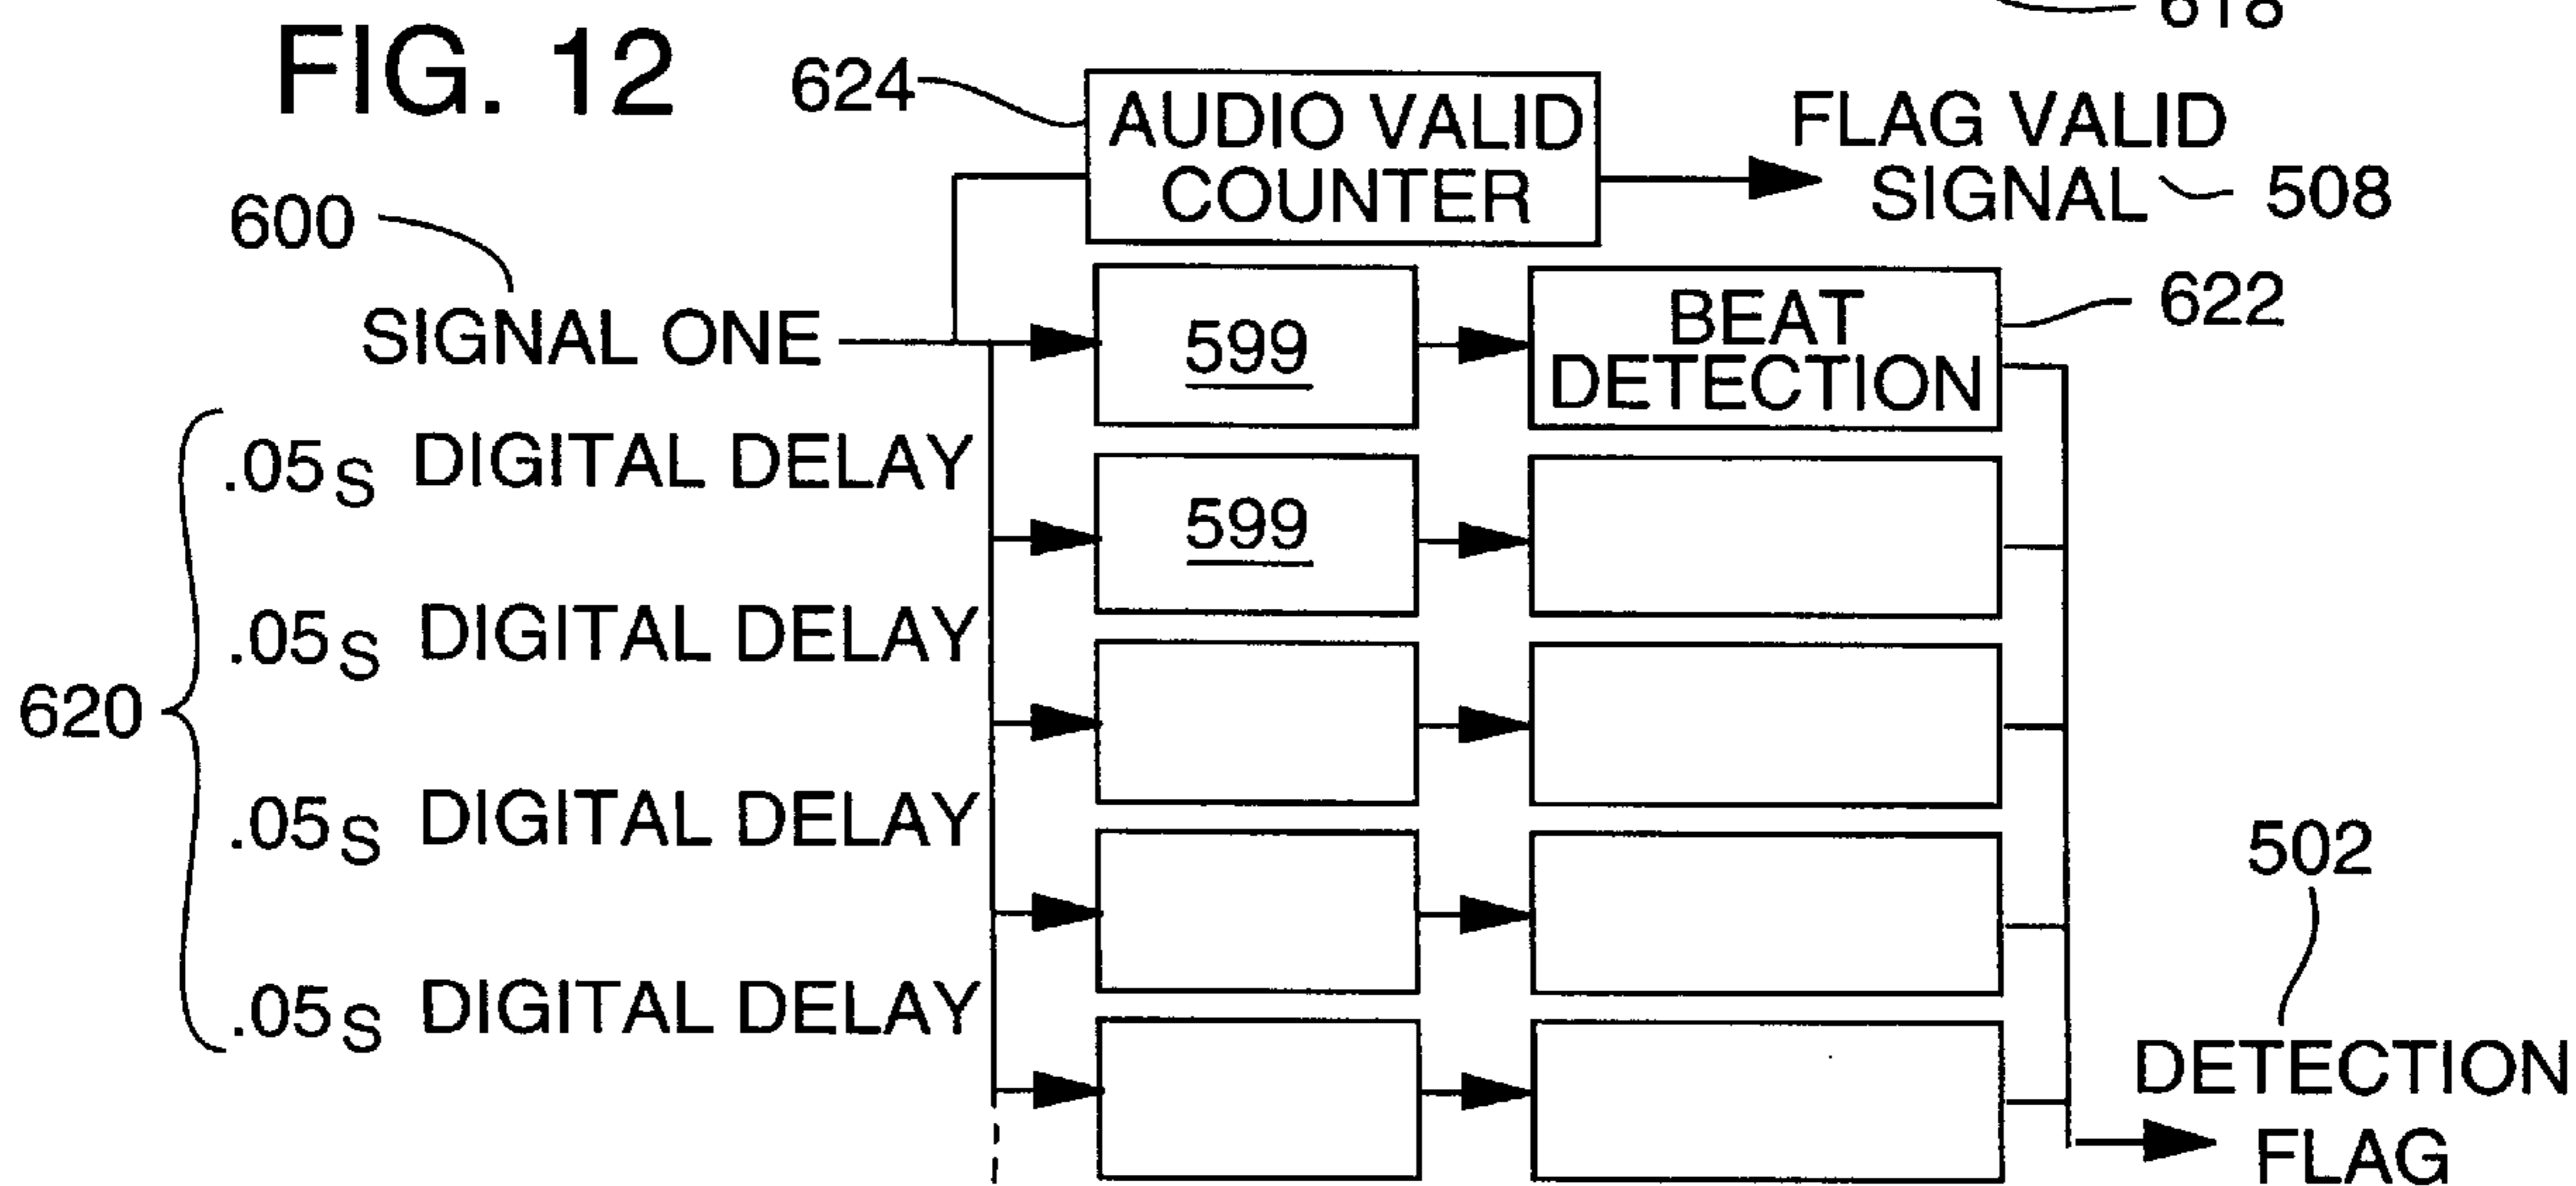 618
FIG. 12
624
AUDIO VALID
COUNTER
FLAG VALID
SIGNAL
508
600
SIGNAL ONE
599
BEAT
DETECTION
622
.05s DIGITAL DELAY
599
.05s DIGITAL DELAY
620
.05s DIGITAL DELAY
.05s DIGITAL DELAY
502
DETECTION
FLAG